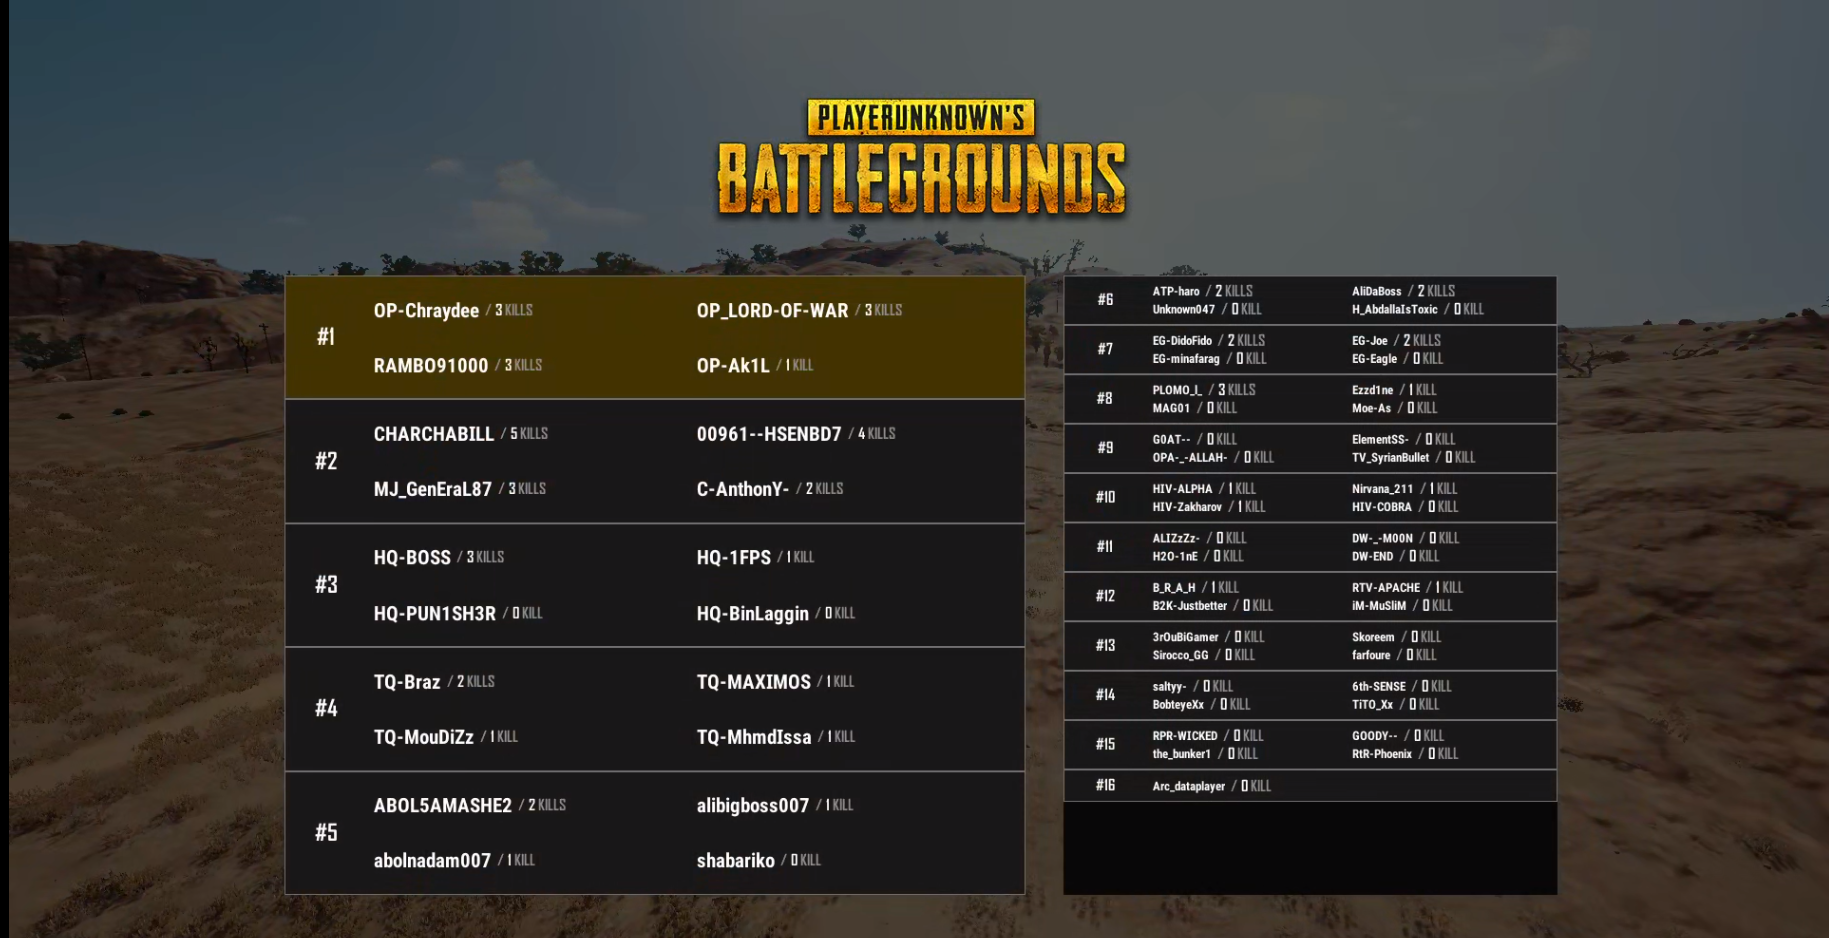 PLAYERUNKNOWN'S
BATTLEGROUNDS
#1
OP-Chraydee / 3 KILLS
OP_LORD-OF-WAR / 3 KILLS
RAMBO91000 / 3 KILLS
OP-Ak1L / 1 KILL
#2
CHARCHABILL / 5 KILLS
00961--HSENBD7 / 4 KILLS
MJ_GenEraL87 / 3 KILLS
C-AnthonY- / 2 KILLS
#3
HQ-BOSS / 3 KILLS
HQ-1FPS / 1 KILL
HQ-PUN1SH3R / 0 KILL
HQ-BinLaggin / 0 KILL
#4
TQ-Braz / 2 KILLS
TQ-MAXIMOS / 1 KILL
TQ-MouDiZz / 1 KILL
TQ-MhmdIssa / 1 KILL
#5
ABOL5AMASHE2 / 2 KILLS
alibigboss007 / 1 KILL
abolnadam007 / 1 KILL
shabariko / 0 KILL
#6
ATP-haro / 2 KILLS
AliDaBoss / 2 KILLS
Unknown047 / 0 KILL
H_AbdallaIsToxic / 0 KILL
#7
EG-DidoFido / 2 KILLS
EG-Joe / 2 KILLS
EG-minafarag / 0 KILL
EG-Eagle / 0 KILL
#8
PLOMO_l_ / 3 KILLS
Ezzd1ne / 1 KILL
MAG01 / 0 KILL
Moe-As / 0 KILL
#9
G0AT-- / 0 KILL
ElementSS- / 0 KILL
OPA-_-ALLAH- / 0 KILL
TV_SyrianBullet / 0 KILL
#10
HIV-ALPHA / 1 KILL
Nirvana_211 / 1 KILL
HIV-Zakharov / 1 KILL
HIV-COBRA / 0 KILL
#11
ALIZzZz- / 0 KILL
DW-_-M00N / 0 KILL
H2O-1nE / 0 KILL
DW-END / 0 KILL
#12
B_R_A_H / 1 KILL
RTV-APACHE / 1 KILL
B2K-Justbetter / 0 KILL
iM-MuSliM / 0 KILL
#13
3rOuBiGamer / 0 KILL
Skoreem / 0 KILL
Sirocco_GG / 0 KILL
farfoure / 0 KILL
#14
saltyy- / 0 KILL
6th-SENSE / 0 KILL
BobteyeXx / 0 KILL
TiTO_Xx / 0 KILL
#15
RPR-WICKED / 0 KILL
GOODY-- / 0 KILL
the_bunker1 / 0 KILL
RtR-Phoenix / 0 KILL
#16
Arc_dataplayer / 0 KILL